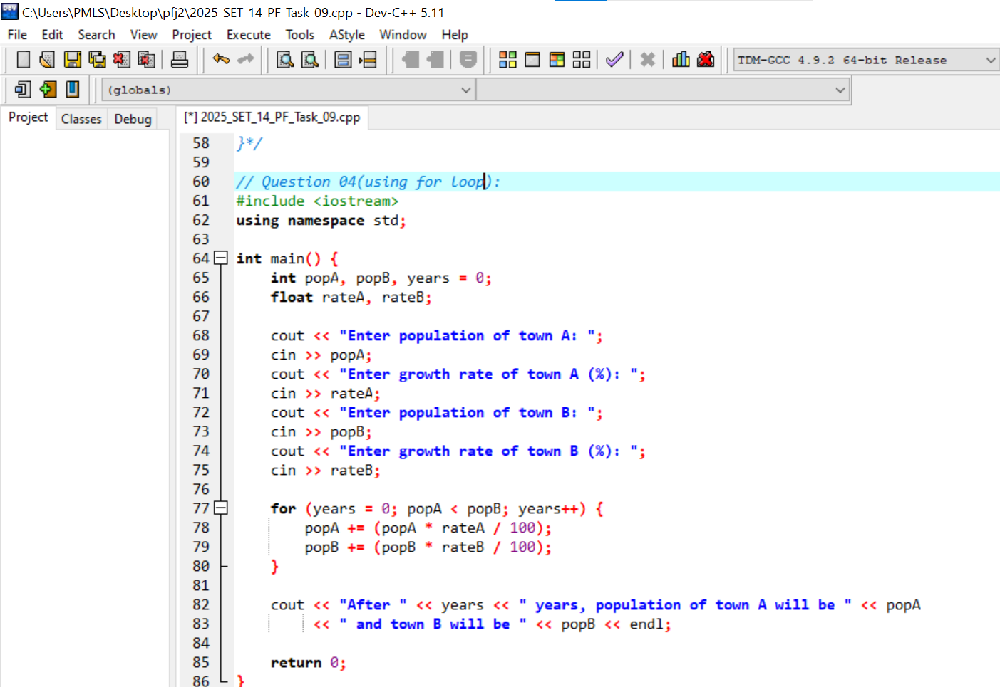 C:\Users\PMLS\Desktop\pfj2\2025_SET_14_PF_Task_09.cpp - Dev-C++ 5.11
File Edit Search View Project Execute Tools AStyle Window Help
TDM-GCC 4.9.2 64-bit Release
(globals)
Project Classes Debug [*] 2025_SET_14_PF_Task_09.cpp
58 }*/
59
60 // Question 04(using for loop):
61 #include <iostream>
62 using namespace std;
63
64 int main() {
65     int popA, popB, years = 0;
66     float rateA, rateB;
67
68     cout << "Enter population of town A: ";
69     cin >> popA;
70     cout << "Enter growth rate of town A (%): ";
71     cin >> rateA;
72     cout << "Enter population of town B: ";
73     cin >> popB;
74     cout << "Enter growth rate of town B (%): ";
75     cin >> rateB;
76
77     for (years = 0; popA < popB; years++) {
78         popA += (popA * rateA / 100);
79         popB += (popB * rateB / 100);
80     }
81
82     cout << "After " << years << " years, population of town A will be " << popA
83          << " and town B will be " << popB << endl;
84
85     return 0;
86 }